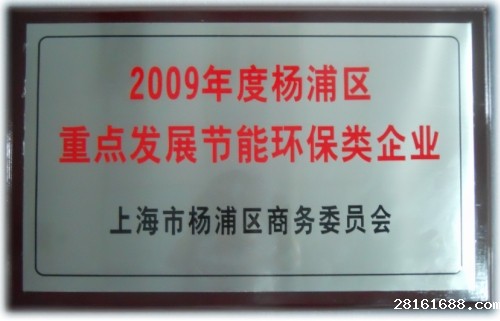 2009年度杨浦区
重点发展节能环保类企业
上海市杨浦区商务委员会
28161688.com